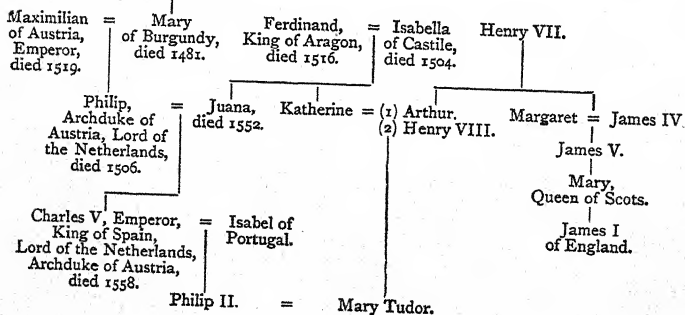 Maximilian
of Austria,
Emperor,
died 1519.
=
Mary
of Burgundy,
died 1481.
Ferdinand,
King of Aragon,
died 1516.
=
Isabella
of Castile,
died 1504.
Henry VII.
Philip,
Archduke of
Austria, Lord of
the Netherlands,
died 1506.
=
Juana,
died 1552.
Katherine = (1) Arthur.
(2) Henry VIII.
Margaret = James IV
James V.
Mary,
Queen of Scots.
James I
of England.
Charles V, Emperor,
King of Spain,
Lord of the Netherlands,
Archduke of Austria,
died 1558.
=
Isabel of
Portugal.
Philip II. = Mary Tudor.